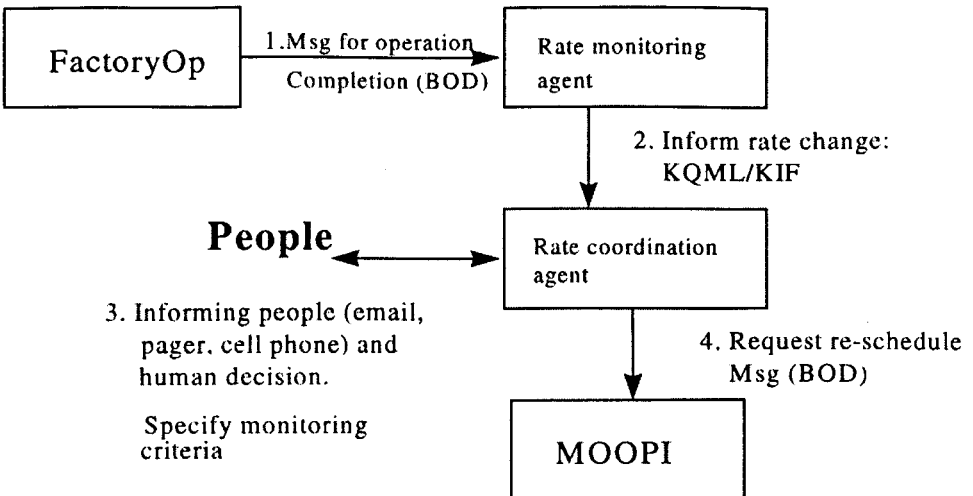 FactoryOp
1.Msg for operation
Completion (BOD)
Rate monitoring
agent
2. Inform rate change:
KQML/KIF
People
Rate coordination
agent
3. Informing people (email,
pager, cell phone) and
human decision.
Specify monitoring
criteria
4. Request re-schedule
Msg (BOD)
MOOPI